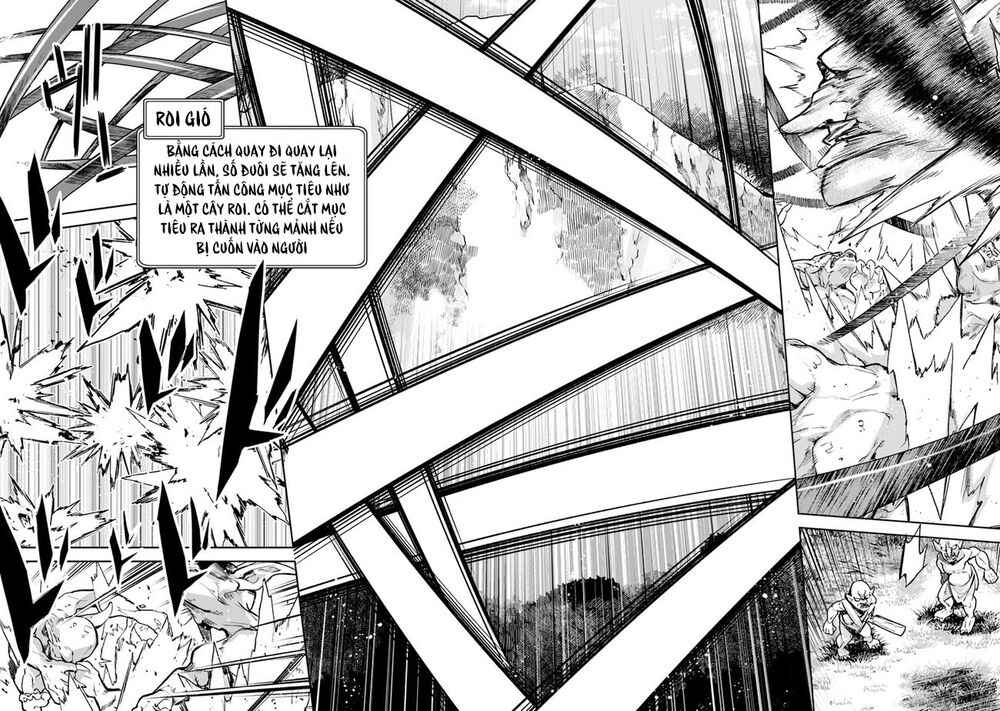 ROI GIÓ
BẰNG CÁCH QUAY ĐI QUAY LẠI
NHIỀU LẦN, SỐ ĐUÔI SẼ TĂNG LÊN.
TỰ ĐỘNG TẤN CÔNG MỤC TIÊU NHƯ
LÀ MỘT CÂY ROI. CÓ THỂ CẮT MỤC
TIÊU RA THÀNH TỪNG MẢNH NẾU
BỊ CUỐN VÀO NGƯỜI